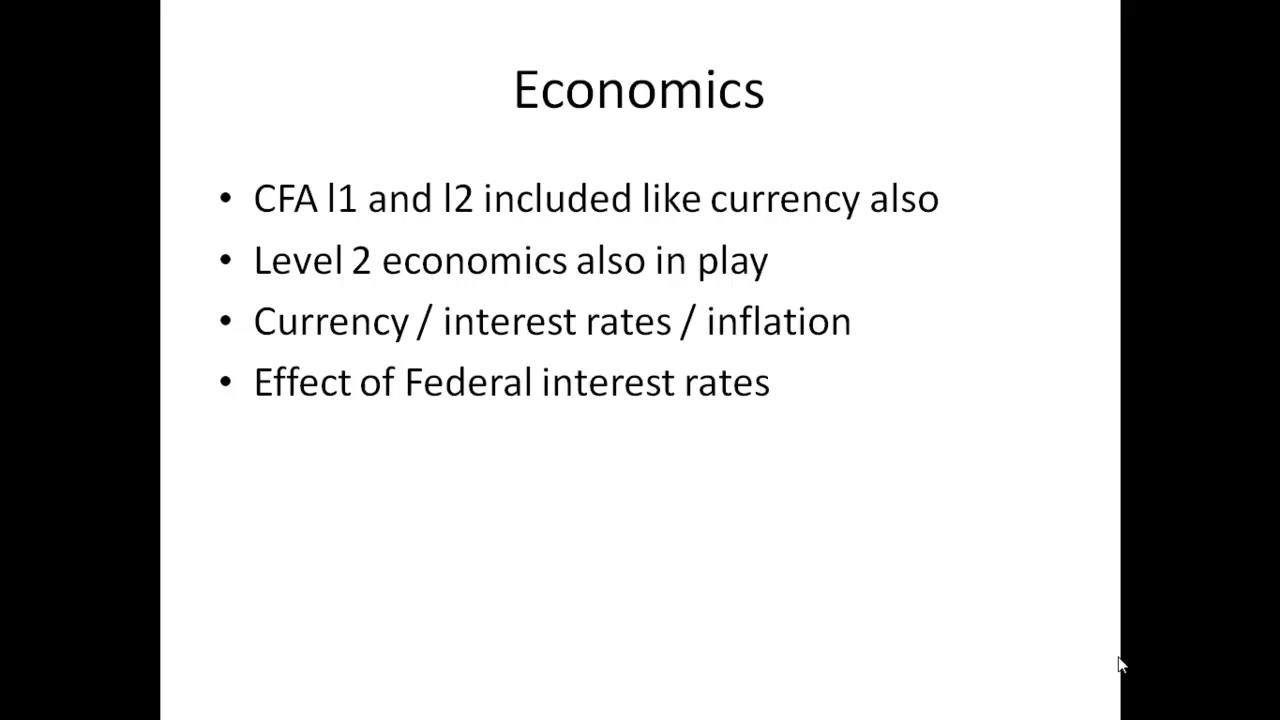 Economics
• CFA l1 and l2 included like currency also
• Level 2 economics also in play
• Currency / interest rates / inflation
• Effect of Federal interest rates